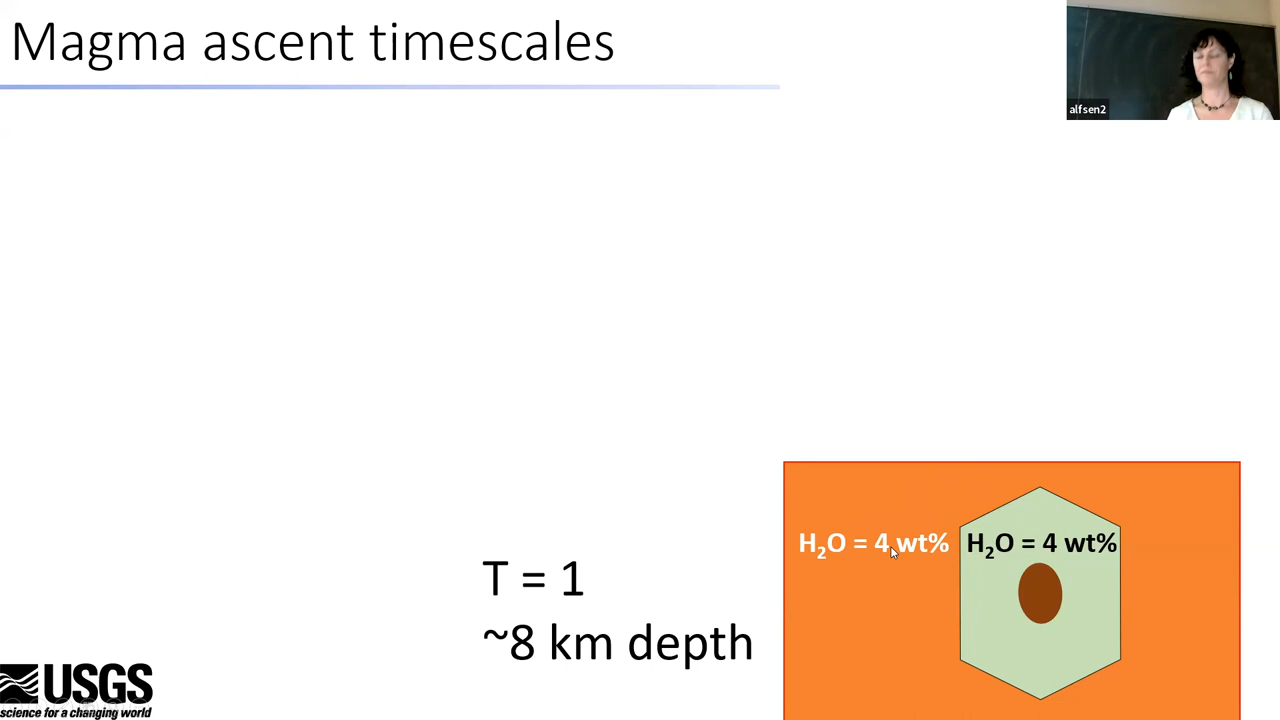 Magma ascent timescales
alfsen2
H₂O = 4 wt%
H₂O = 4 wt%
T = 1
~8 km depth
USGS
science for a changing world